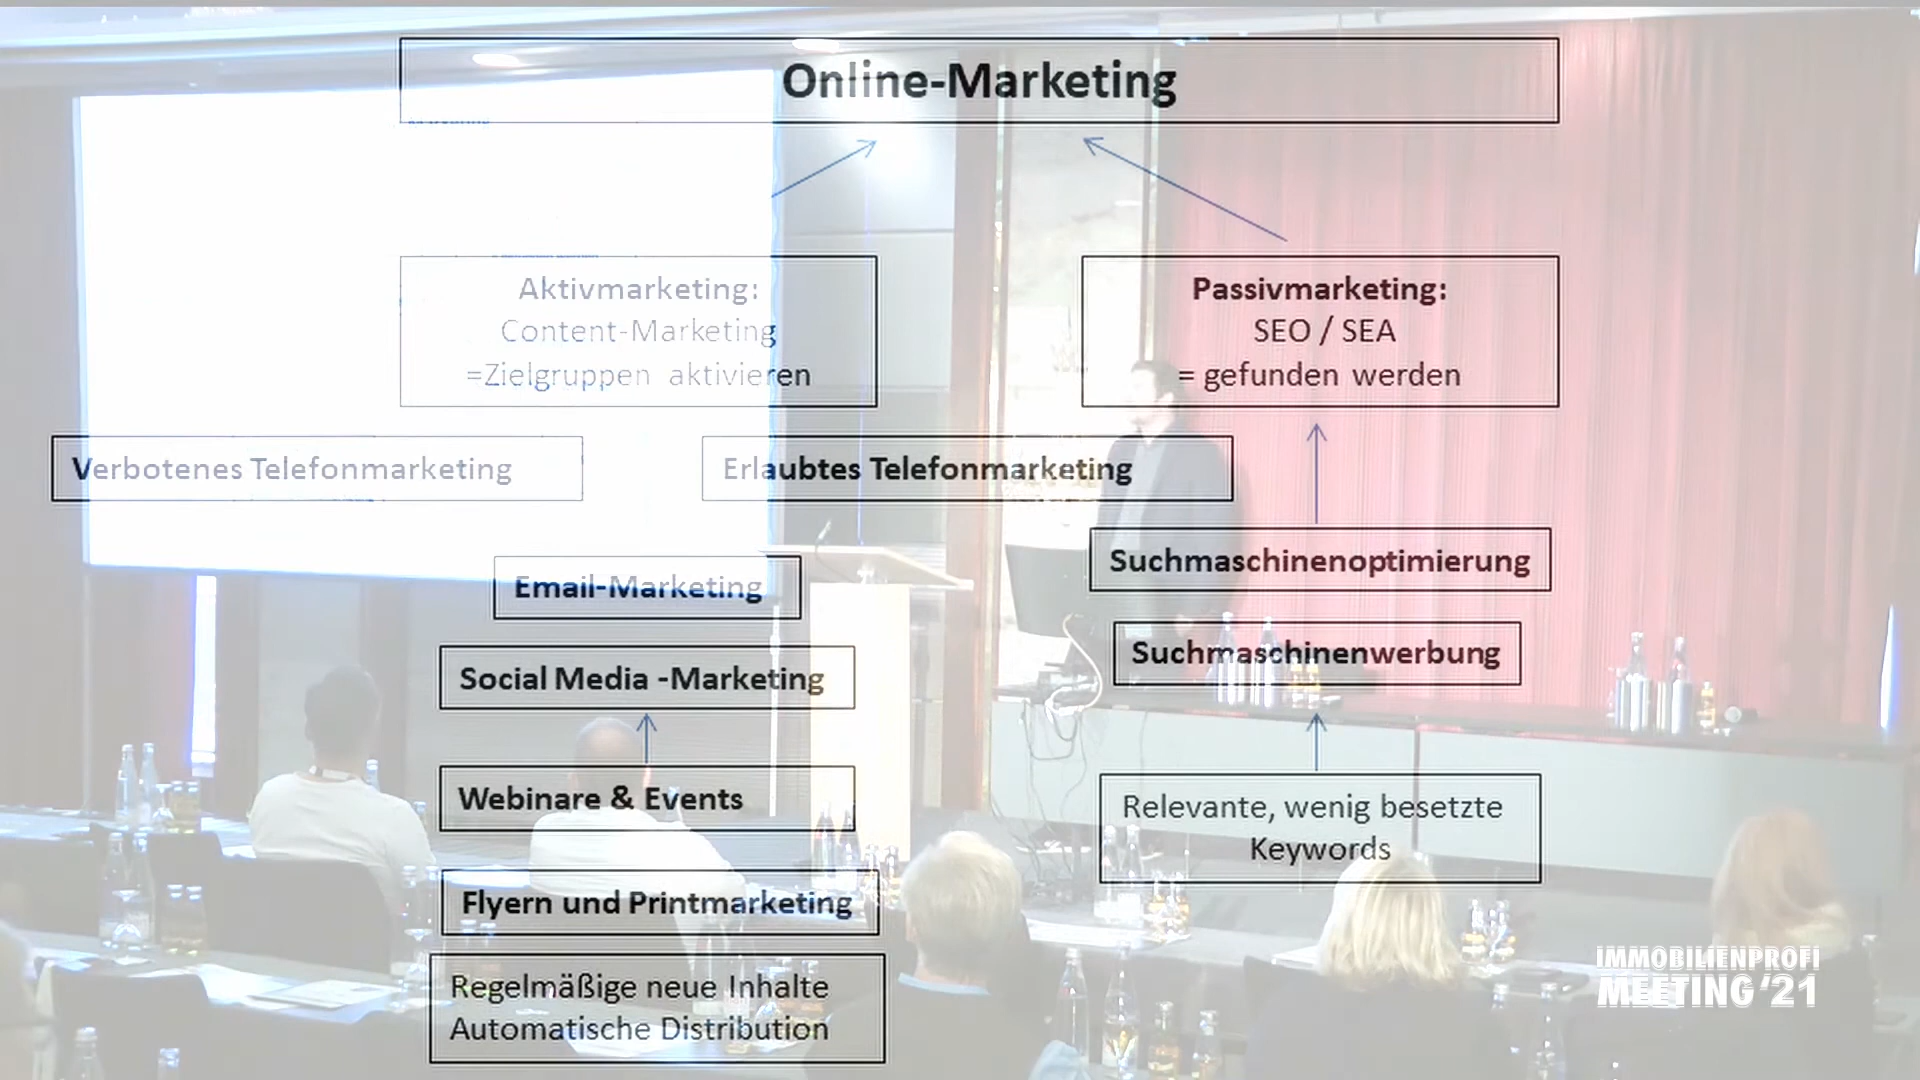 Online-Marketing
Aktivmarketing:
Content-Marketing
=Zielgruppen aktivieren
Passivmarketing:
SEO / SEA
= gefunden werden
Verbotenes Telefonmarketing
Erlaubtes Telefonmarketing
Email-Marketing
Suchmaschinenoptimierung
Social Media -Marketing
Suchmaschinenwerbung
Webinare & Events
Relevante, wenig besetzte
Keywords
Flyern und Printmarketing
Regelmäßige neue Inhalte
Automatische Distribution
IMMOBILIENPROFI
MEETING '21